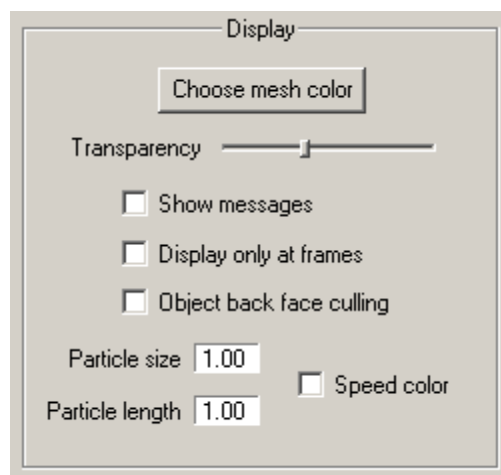 Display
Choose mesh color
Transparency
Show messages
Display only at frames
Object back face culling
Particle size 1.00
Speed color
Particle length 1.00